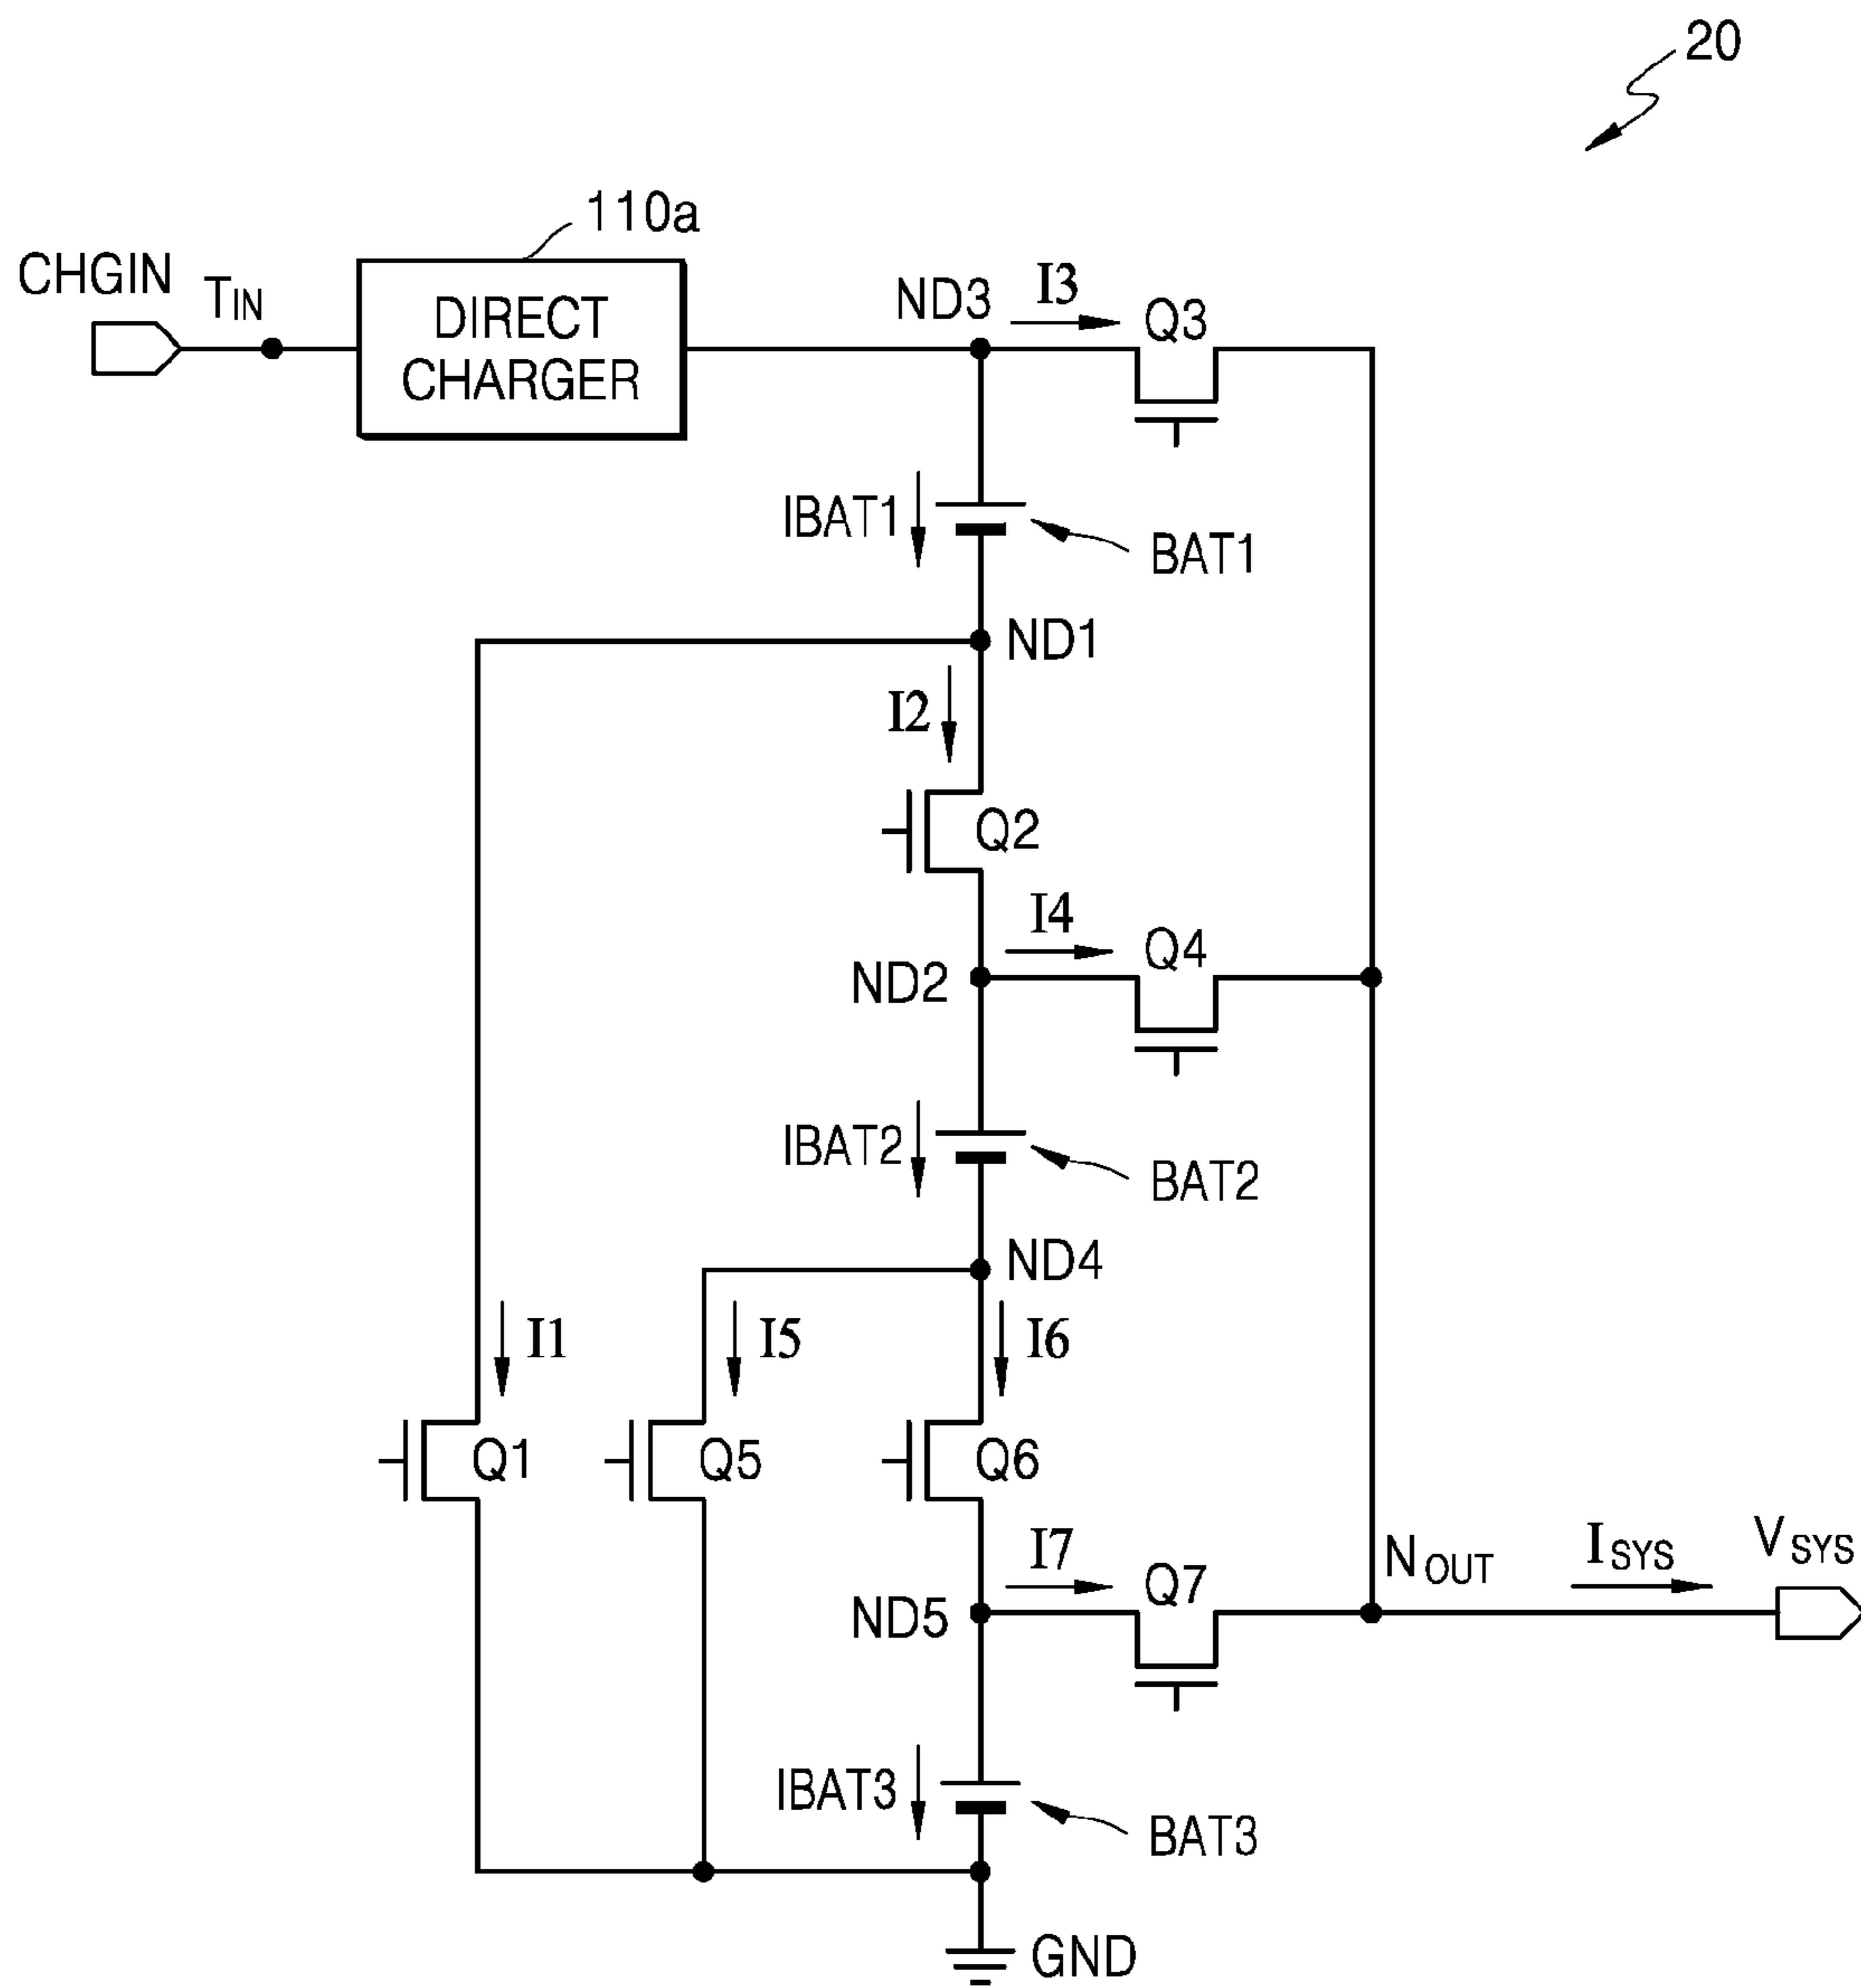 20
110a
CHGIN
TIN
DIRECT
CHARGER
ND3
I3
Q3
IBAT1
BAT1
ND1
I2
Q2
I4
Q4
ND2
IBAT2
BAT2
ND4
I1
I5
I6
Q1
Q5
Q6
I7
Q7
NOUT
ISYS
VSYS
ND5
IBAT3
BAT3
GND